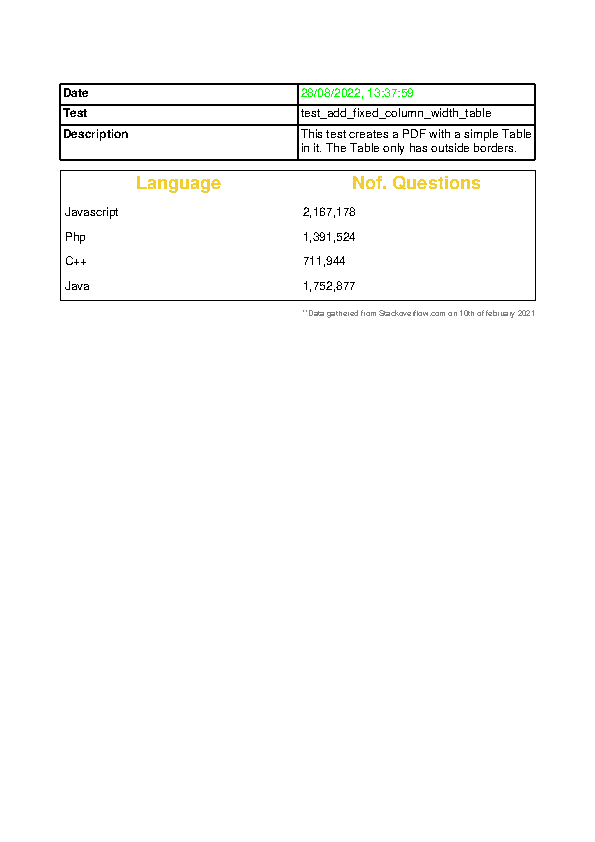 Date 28/08/2022, 13:37:59
Test test_add_fixed_column_width_table
Description This test creates a PDF with a simple Table
in it. The Table only has outside borders.
Language Nof. Questions
Javascript 2,167,178
Php 1,391,524
C++ 711,944
Java 1,752,877
**Data gathered from Stackoverflow.com on 10th of february 2021